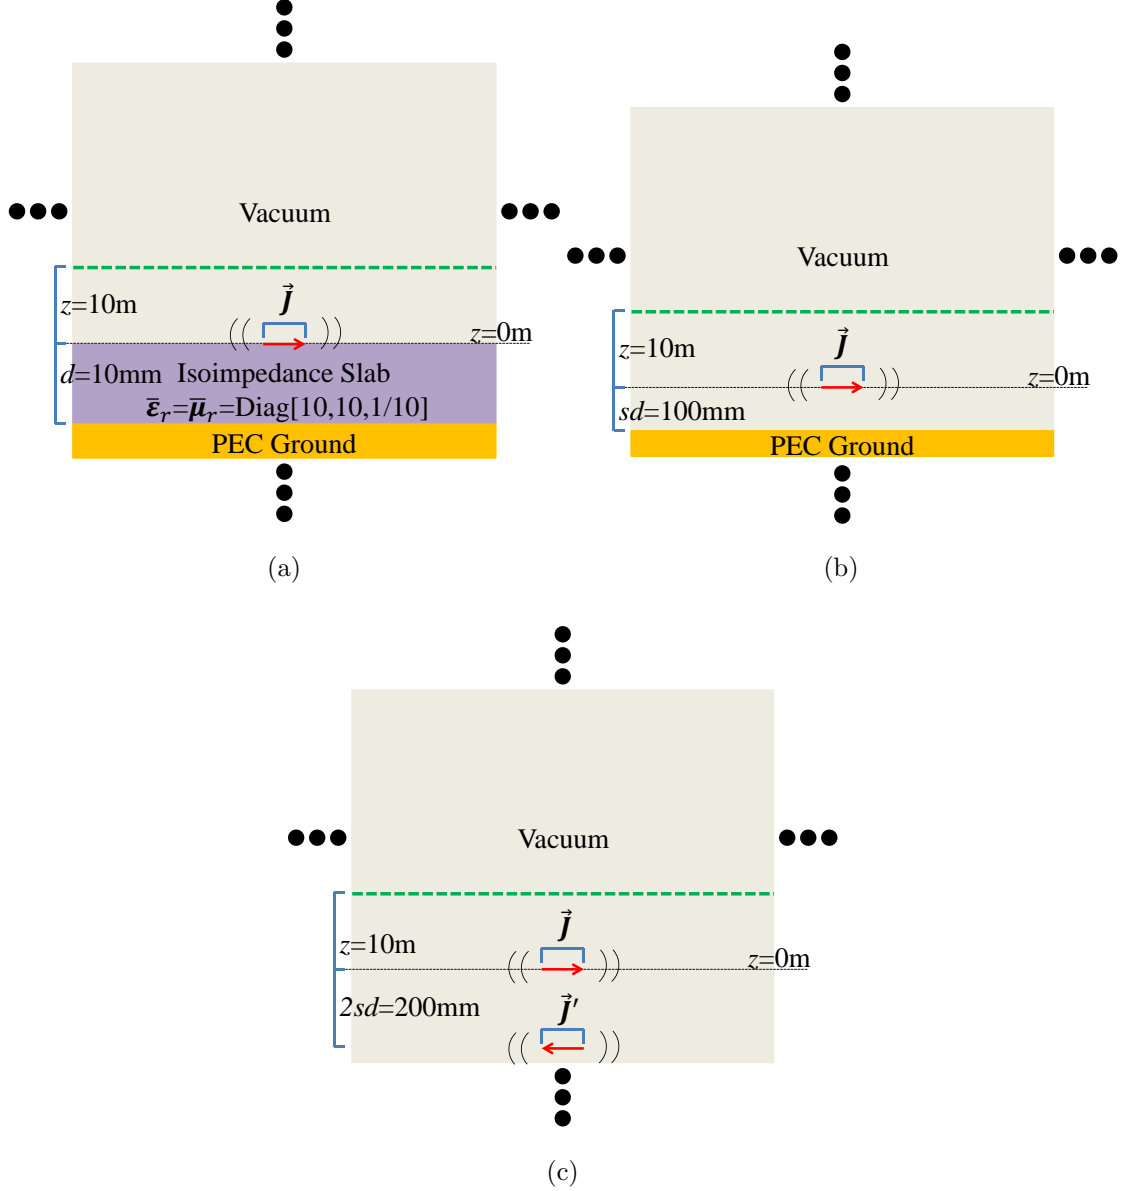 Vacuum
z=10m
J⃗
z=0m
d=10mm
Isoimpedance Slab
ε̿ᵣ=μ̿ᵣ=Diag[10,10,1/10]
PEC Ground
(a)
Vacuum
z=10m
J⃗
z=0m
sd=100mm
PEC Ground
(b)
Vacuum
z=10m
J⃗
z=0m
2sd=200mm
J⃗′
(c)